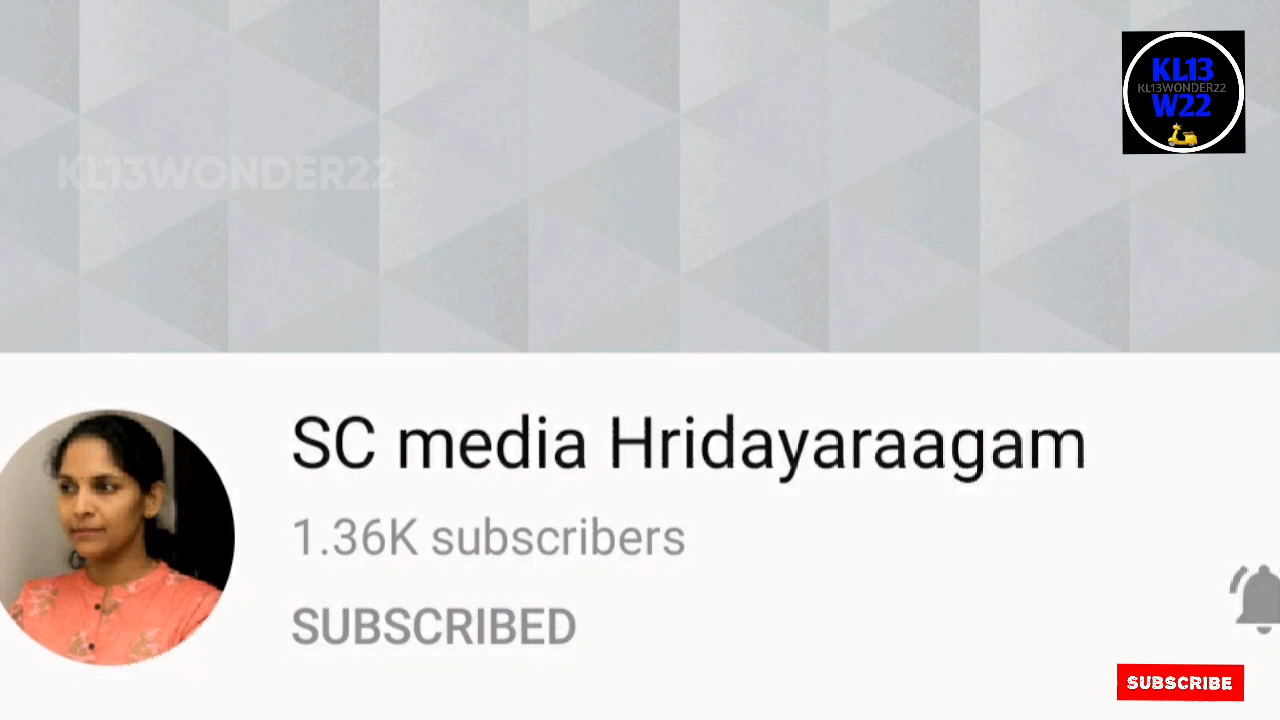 KL13
KL13WONDER22
W22
KL13WONDER22
SC media Hridayaraagam
1.36K subscribers
SUBSCRIBED
SUBSCRIBE